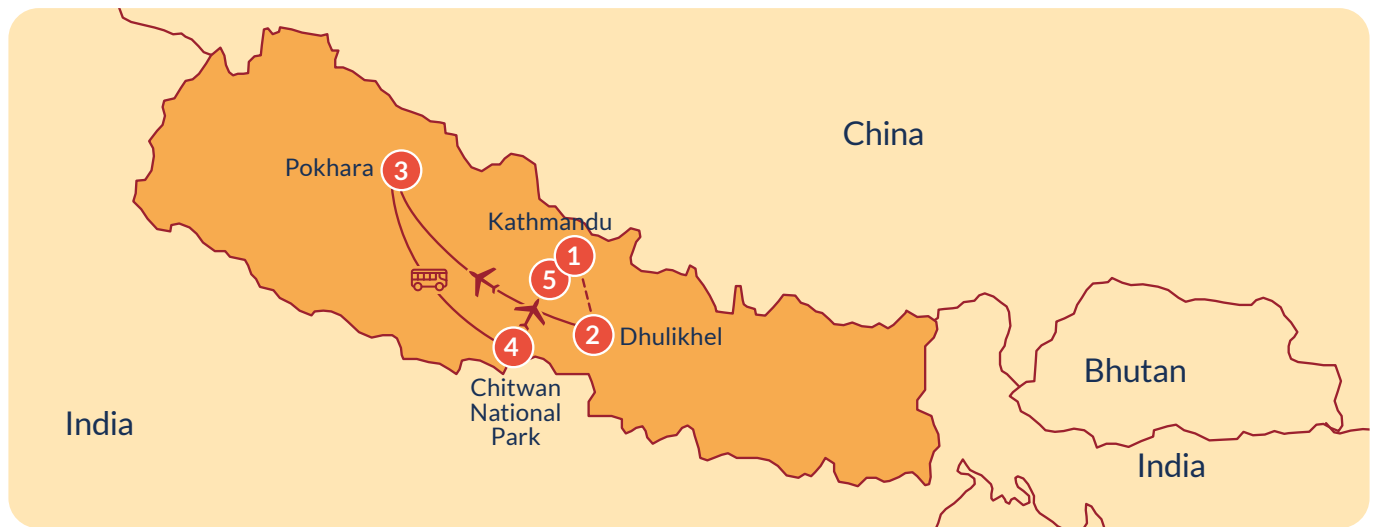 China
Pokhara
3
Kathmandu
1
5
2
Dhulikhel
4
Chitwan
National
Park
Bhutan
India
India